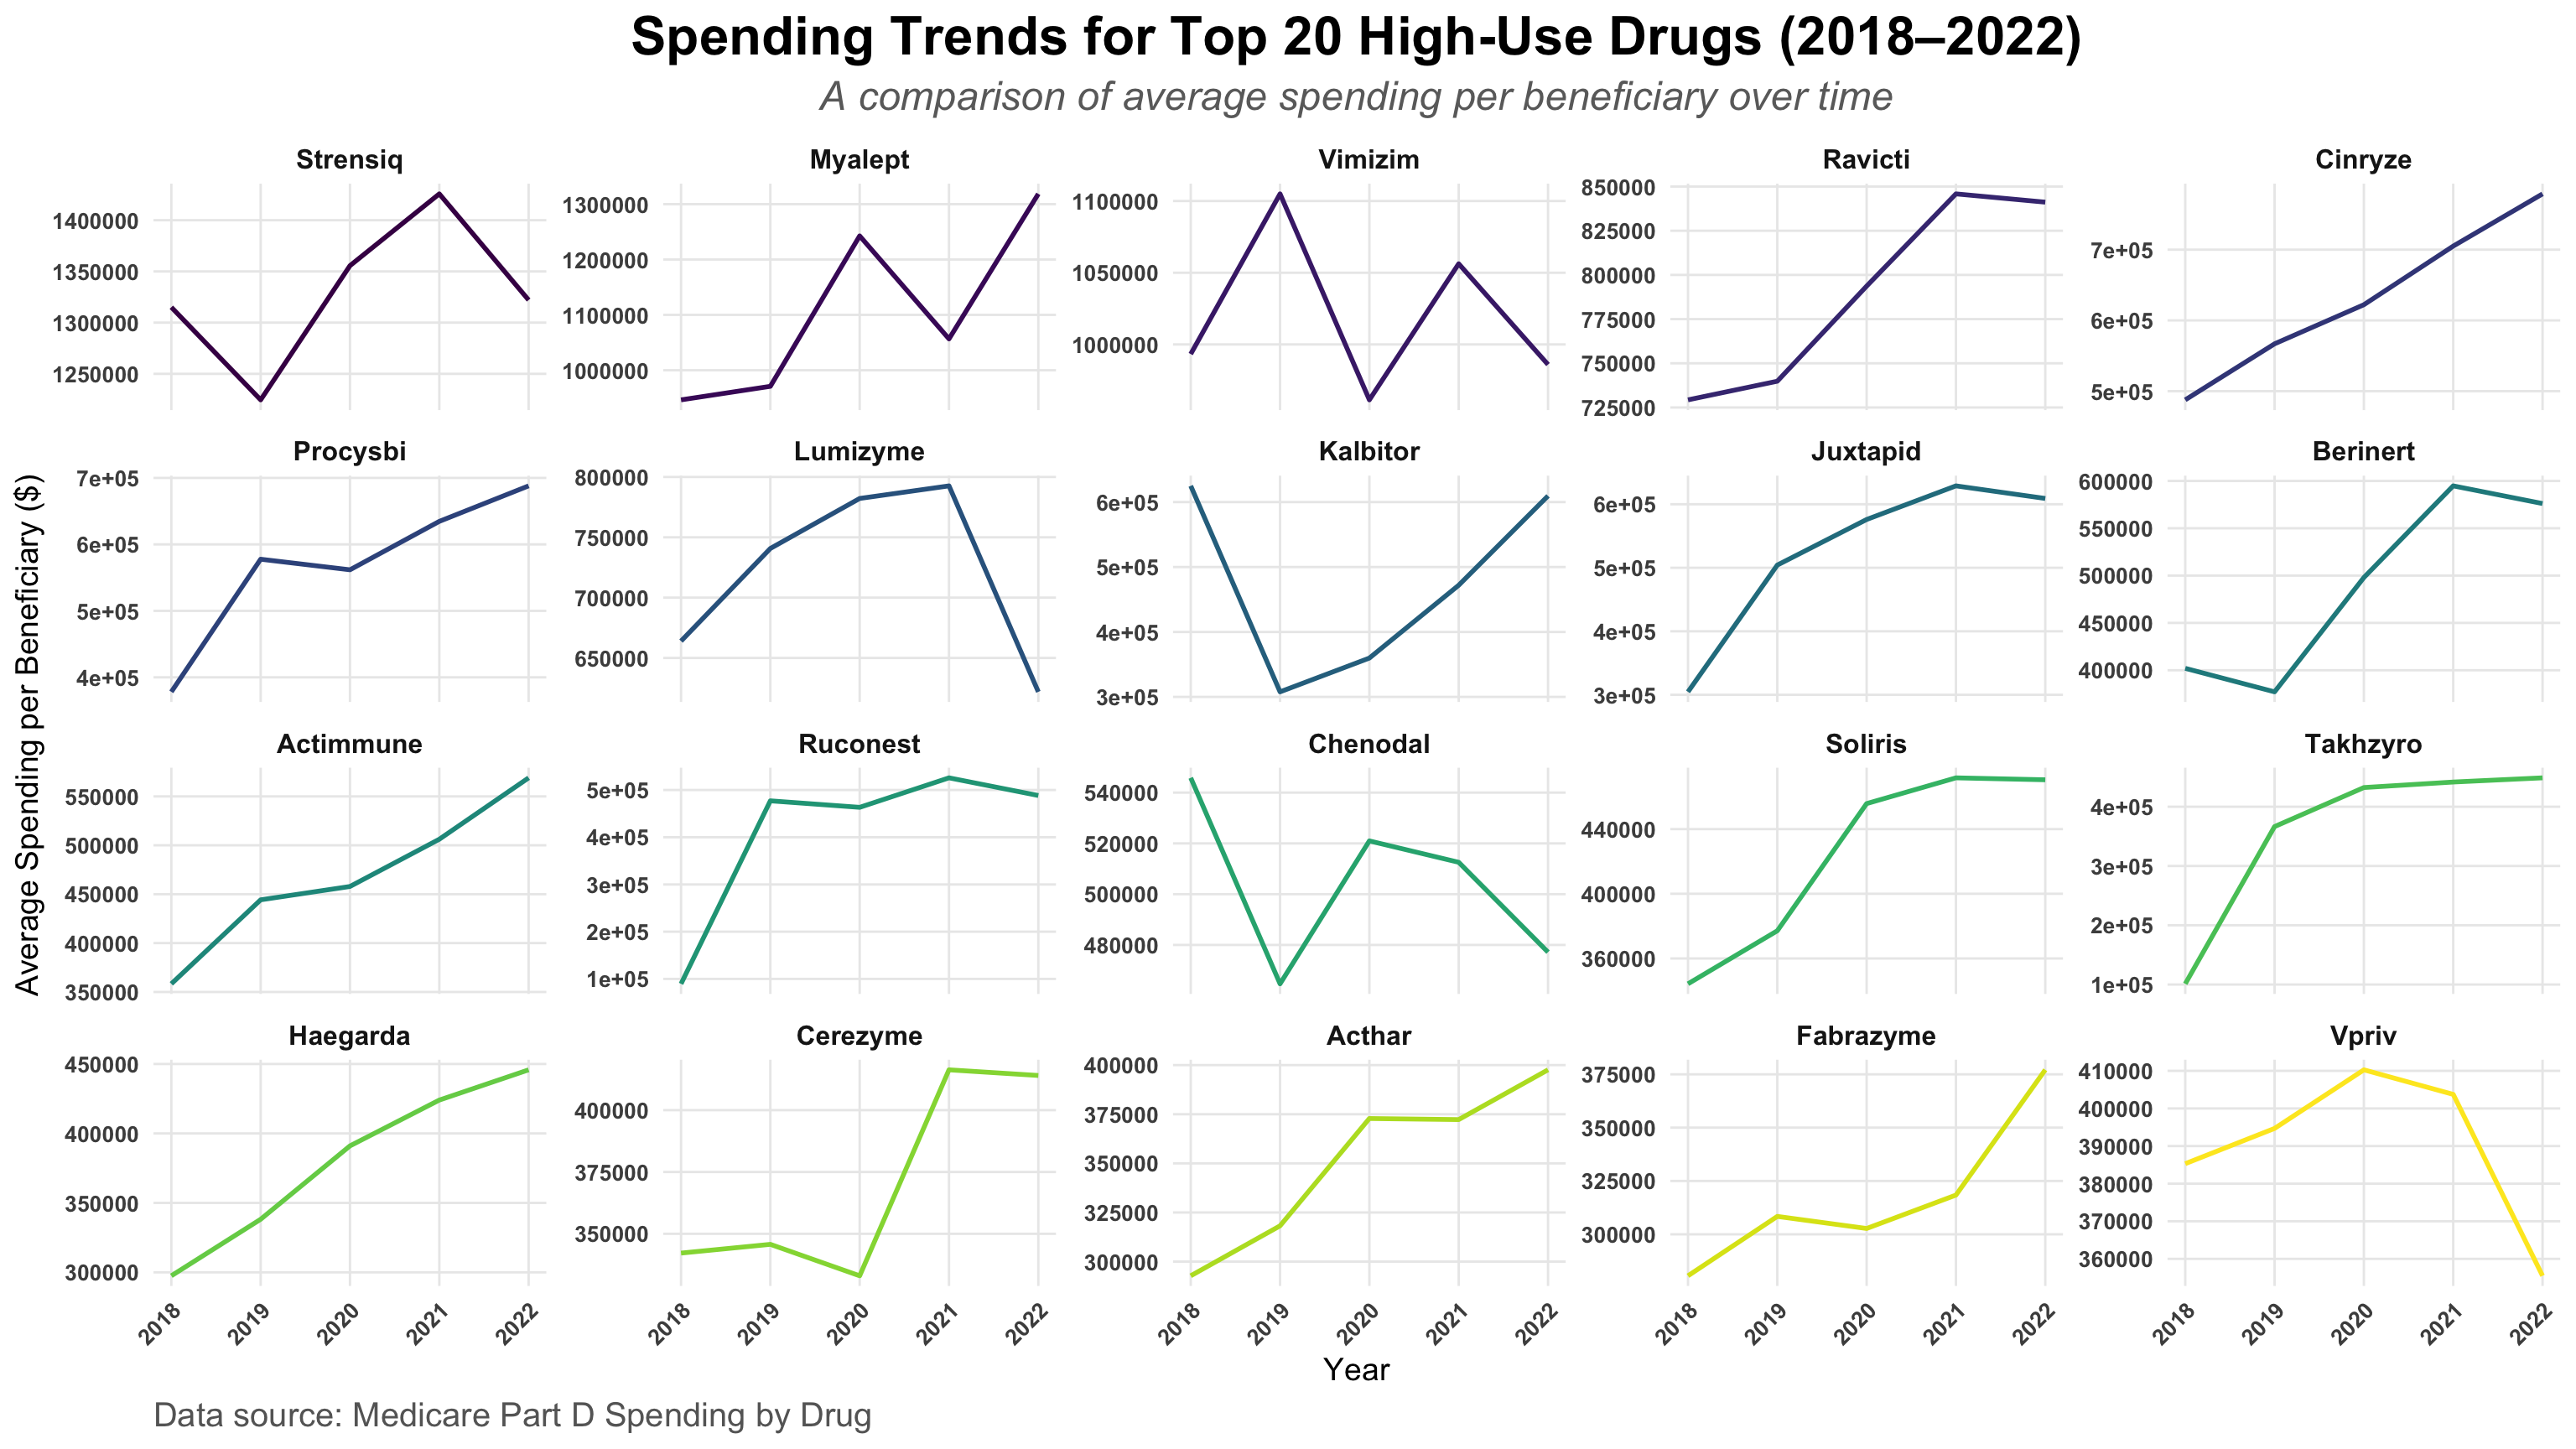 Spending Trends for Top 20 High-Use Drugs (2018–2022)
A comparison of average spending per beneficiary over time
Average Spending per Beneficiary ($)
Strensiq
1400000
1350000
1300000
1250000
Myalept
1300000
1200000
1100000
1000000
Vimizim
1100000
1050000
1000000
Ravicti
850000
825000
800000
775000
750000
725000
Cinryze
7e+05
6e+05
5e+05
Procysbi
7e+05
6e+05
5e+05
4e+05
Lumizyme
800000
750000
700000
650000
Kalbitor
6e+05
5e+05
4e+05
3e+05
Juxtapid
6e+05
5e+05
4e+05
3e+05
Berinert
600000
550000
500000
450000
400000
Actimmune
550000
500000
450000
400000
350000
Ruconest
5e+05
4e+05
3e+05
2e+05
1e+05
Chenodal
540000
520000
500000
480000
Soliris
440000
400000
360000
Takhzyro
4e+05
3e+05
2e+05
1e+05
Haegarda
450000
400000
350000
300000
Cerezyme
400000
375000
350000
Acthar
400000
375000
350000
325000
300000
Fabrazyme
375000
350000
325000
300000
Vpriv
410000
400000
390000
380000
370000
360000
2018 2019 2020 2021 2022
2018 2019 2020 2021 2022
2018 2019 2020 2021 2022
2018 2019 2020 2021 2022
2018 2019 2020 2021 2022
Year
Data source: Medicare Part D Spending by Drug